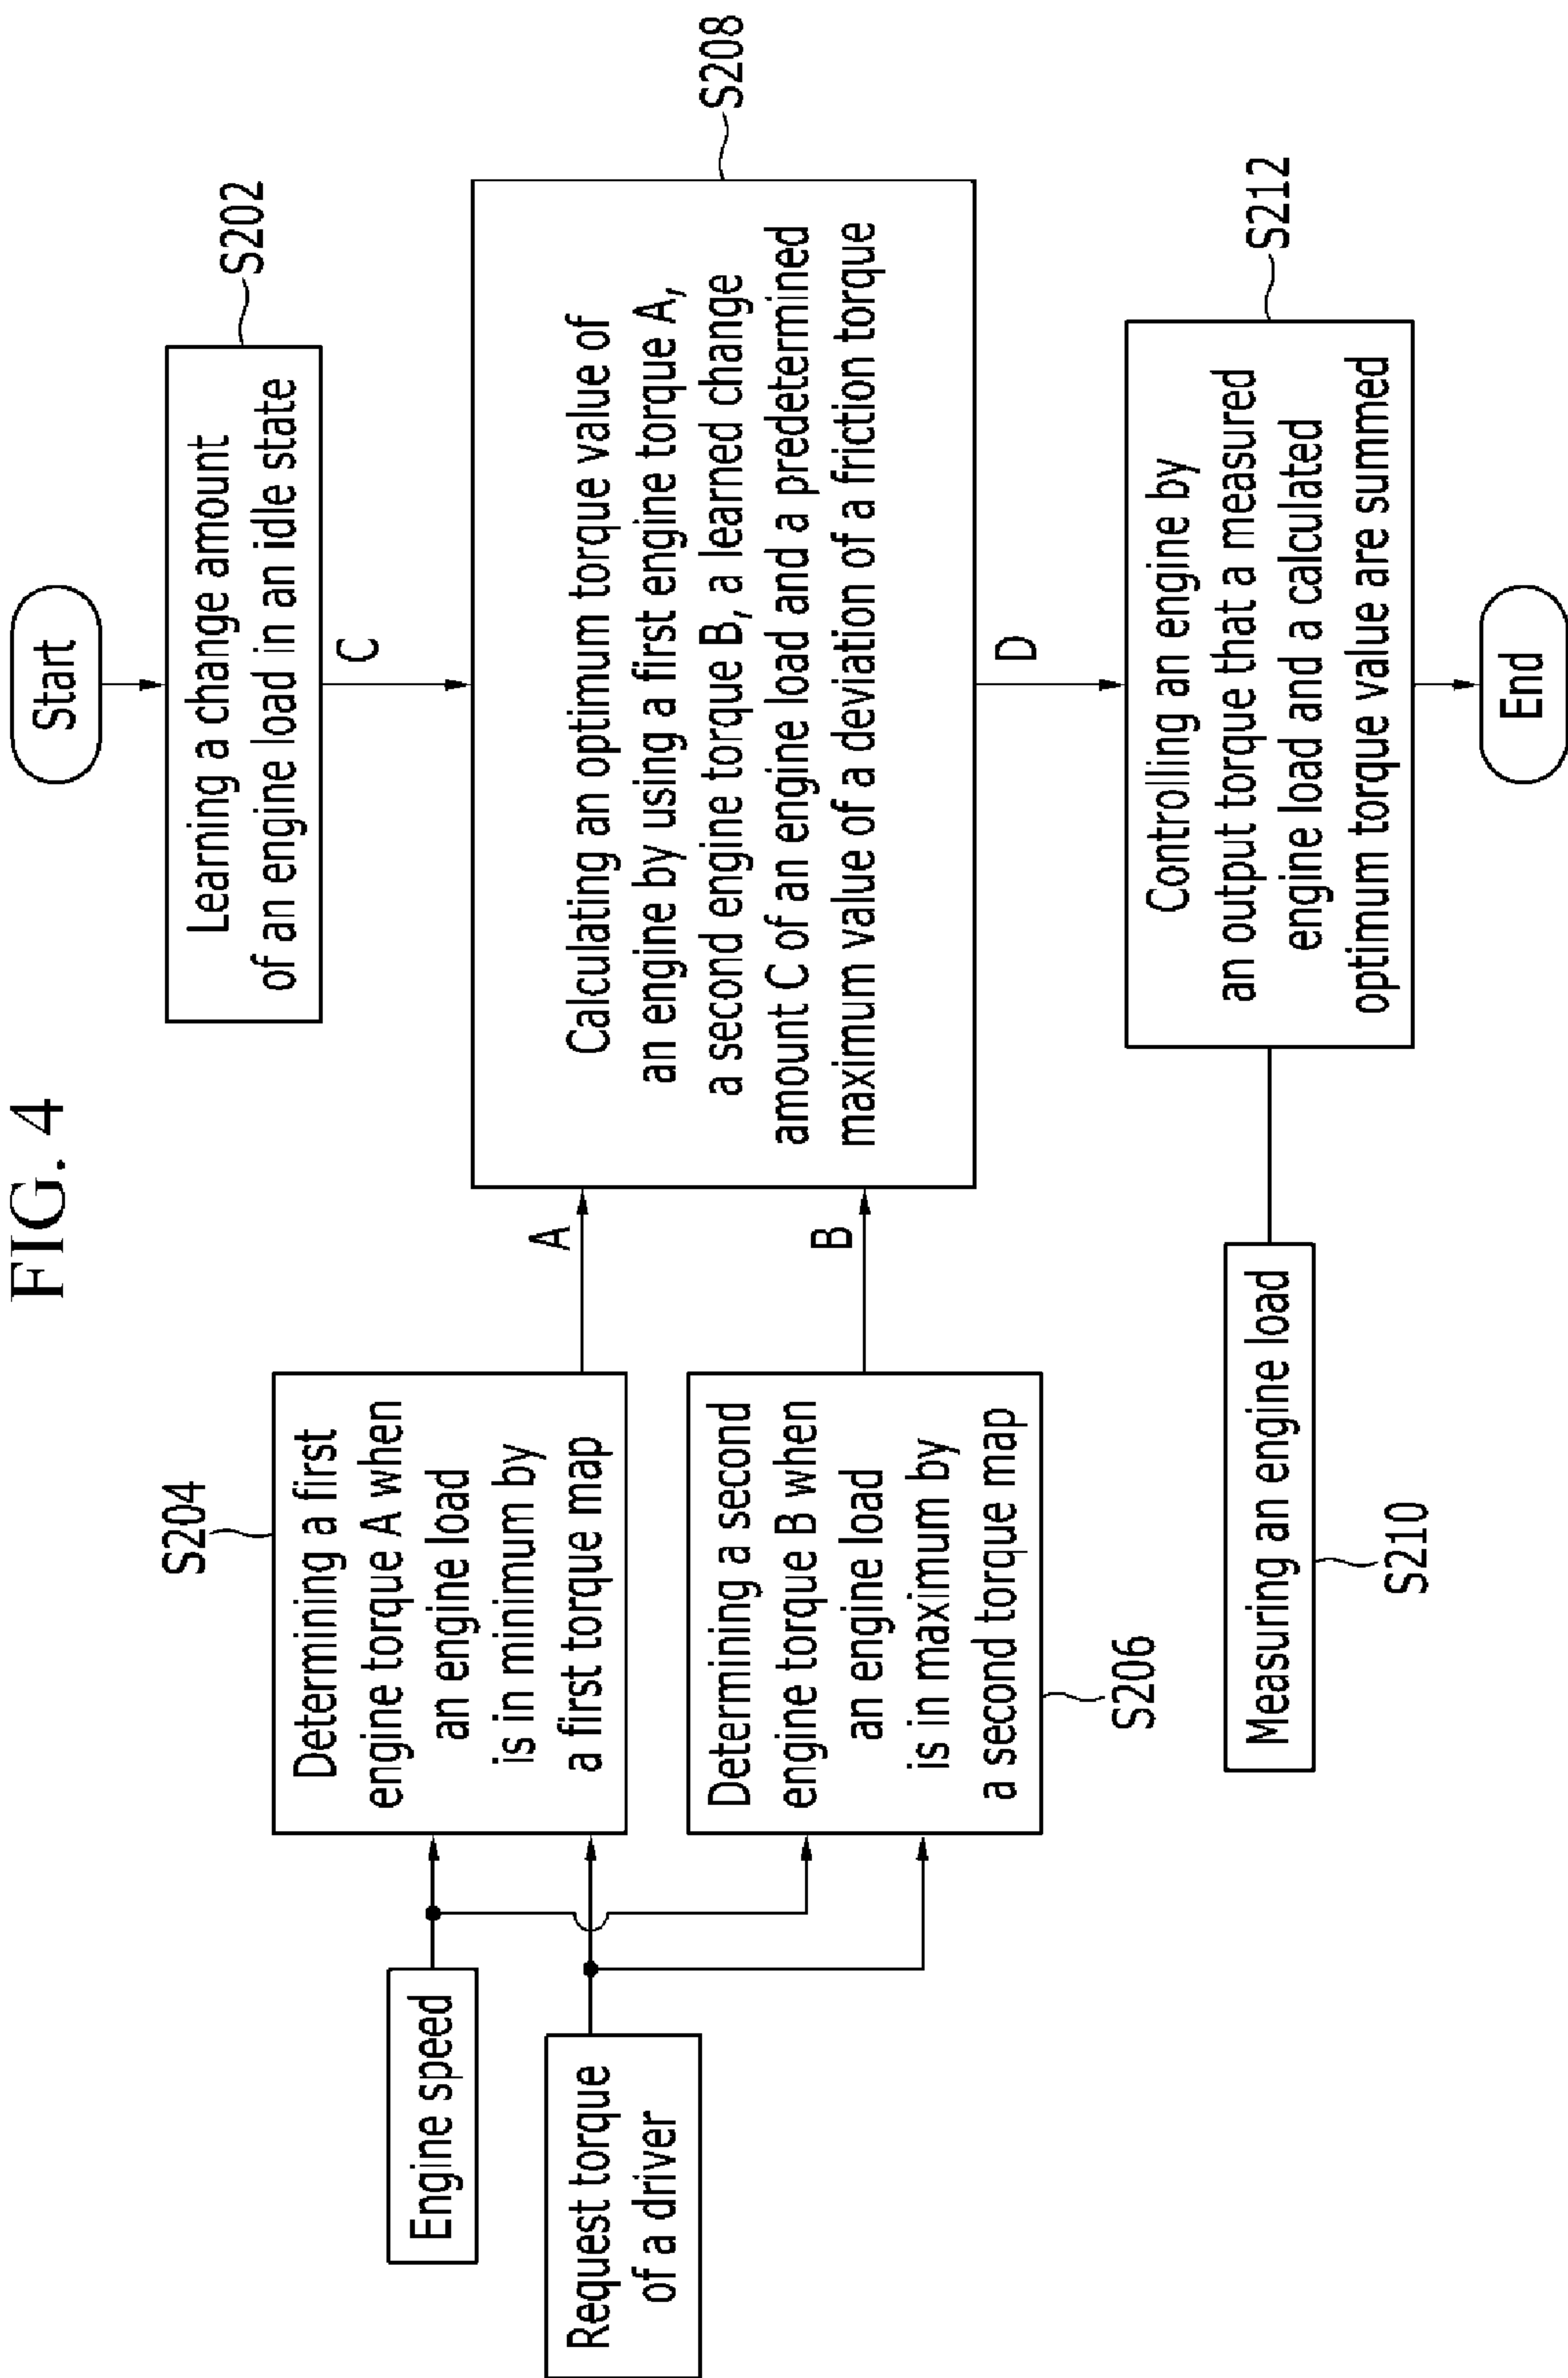 FIG. 4
Start
Learning a change amount
of an engine load in an idle state
S202
C
Engine speed
Request torque
of a driver
S204
Determining a first
engine torque A when
an engine load
is in minimum by
a first torque map
A
Determining a second
engine torque B when
an engine load
is in maximum by
a second torque map
S206
B
Calculating an optimum torque value of
an engine by using a first engine torque A,
a second engine torque B, a learned change
amount C of an engine load and a predetermined
maximum value of a deviation of a friction torque
S208
D
Measuring an engine load
S210
Controlling an engine by
an output torque that a measured
engine load and a calculated
optimum torque value are summed
S212
End